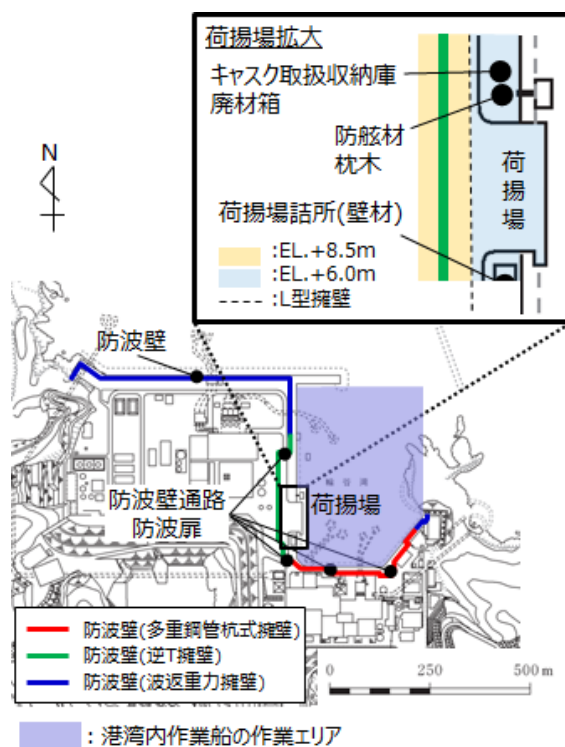 荷揚場拡大
キャスク取扱収納庫
廃材箱
防舷材
枕木
荷揚場
荷揚場詰所(壁材)
:EL.+8.5m
:EL.+6.0m
:L型擁壁
N
防波壁
輪谷湾
荷揚場
防波壁通路
防波扉
防波壁(多重鋼管杭式擁壁)
防波壁(逆T擁壁)
防波壁(波返重力擁壁)
0 250 500 m
:港湾内作業船の作業エリア